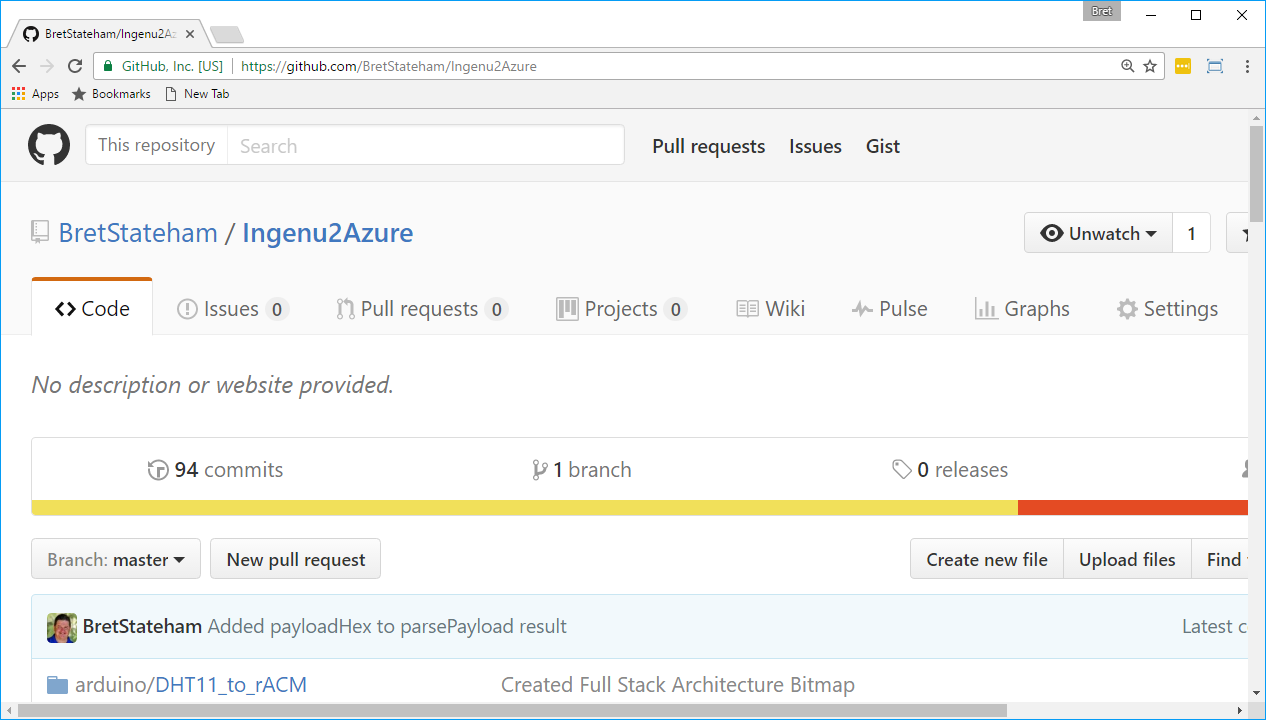 Bret
BretStateham/Ingenu2Az
GitHub, Inc. [US] https://github.com/BretStateham/Ingenu2Azure
Apps Bookmarks New Tab
This repository Search Pull requests Issues Gist
BretStateham / Ingenu2Azure Unwatch 1
Code Issues 0 Pull requests 0 Projects 0 Wiki Pulse Graphs Settings
No description or website provided.
94 commits 1 branch 0 releases
Branch: master New pull request Create new file Upload files Find
BretStateham Added payloadHex to parsePayload result Latest c
arduino/DHT11_to_rACM Created Full Stack Architecture Bitmap